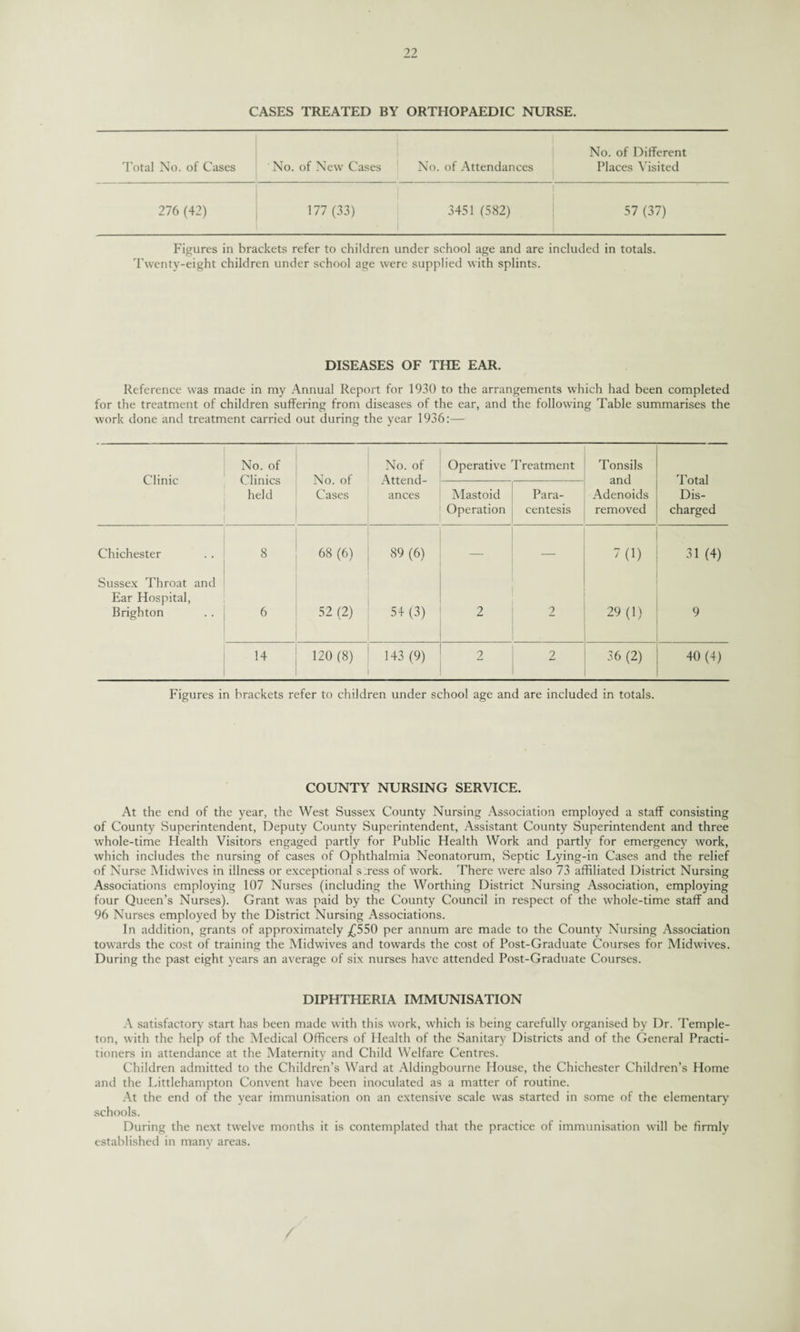 22
CASES TREATED BY ORTHOPAEDIC NURSE.
Total No. of Cases | No. of New Cases | No. of Attendances | No. of Different Places Visited
276 (42) | 177 (33) | 3451 (582) | 57 (37)
Figures in brackets refer to children under school age and are included in totals.
Twenty-eight children under school age were supplied with splints.
DISEASES OF THE EAR.
Reference was made in my Annual Report for 1930 to the arrangements which had been completed
for the treatment of children suffering from diseases of the ear, and the following Table summarises the
work done and treatment carried out during the year 1936:—
Clinic | No. of Clinics held | No. of Cases | No. of Attend-ances | Operative Treatment | Tonsils and Adenoids removed | Total Dis-charged
Mastoid Operation | Para-centesis
Chichester .. | 8 | 68 (6) | 89 (6) | — | — | 7 (1) | 31 (4)
Sussex Throat and
Ear Hospital,
Brighton .. | 6 | 52 (2) | 54 (3) | 2 | 2 | 29 (1) | 9
14 | 120 (8) | 143 (9) | 2 | 2 | 36 (2) | 40 (4)
Figures in brackets refer to children under school age and are included in totals.
COUNTY NURSING SERVICE.
At the end of the year, the West Sussex County Nursing Association employed a staff consisting
of County Superintendent, Deputy County Superintendent, Assistant County Superintendent and three
whole-time Health Visitors engaged partly for Public Health Work and partly for emergency work,
which includes the nursing of cases of Ophthalmia Neonatorum, Septic Lying-in Cases and the relief
of Nurse Midwives in illness or exceptional s.ress of work. There were also 73 affiliated District Nursing
Associations employing 107 Nurses (including the Worthing District Nursing Association, employing
four Queen's Nurses). Grant was paid by the County Council in respect of the whole-time staff and
96 Nurses employed by the District Nursing Associations.
In addition, grants of approximately £550 per annum are made to the County Nursing Association
towards the cost of training the Midwives and towards the cost of Post-Graduate Courses for Midwives.
During the past eight years an average of six nurses have attended Post-Graduate Courses.
DIPHTHERIA IMMUNISATION
A satisfactory start has been made with this work, which is being carefully organised by Dr. Temple-
ton, with the help of the Medical Officers of Health of the Sanitary Districts and of the General Practi-
tioners in attendance at the Maternity and Child Welfare Centres.
Children admitted to the Children's Ward at Aldingbourne House, the Chichester Children's Home
and the Littlehampton Convent have been inoculated as a matter of routine.
At the end of the year immunisation on an extensive scale was started in some of the elementary
schools.
During the next twelve months it is contemplated that the practice of immunisation will be firmly
established in many areas.